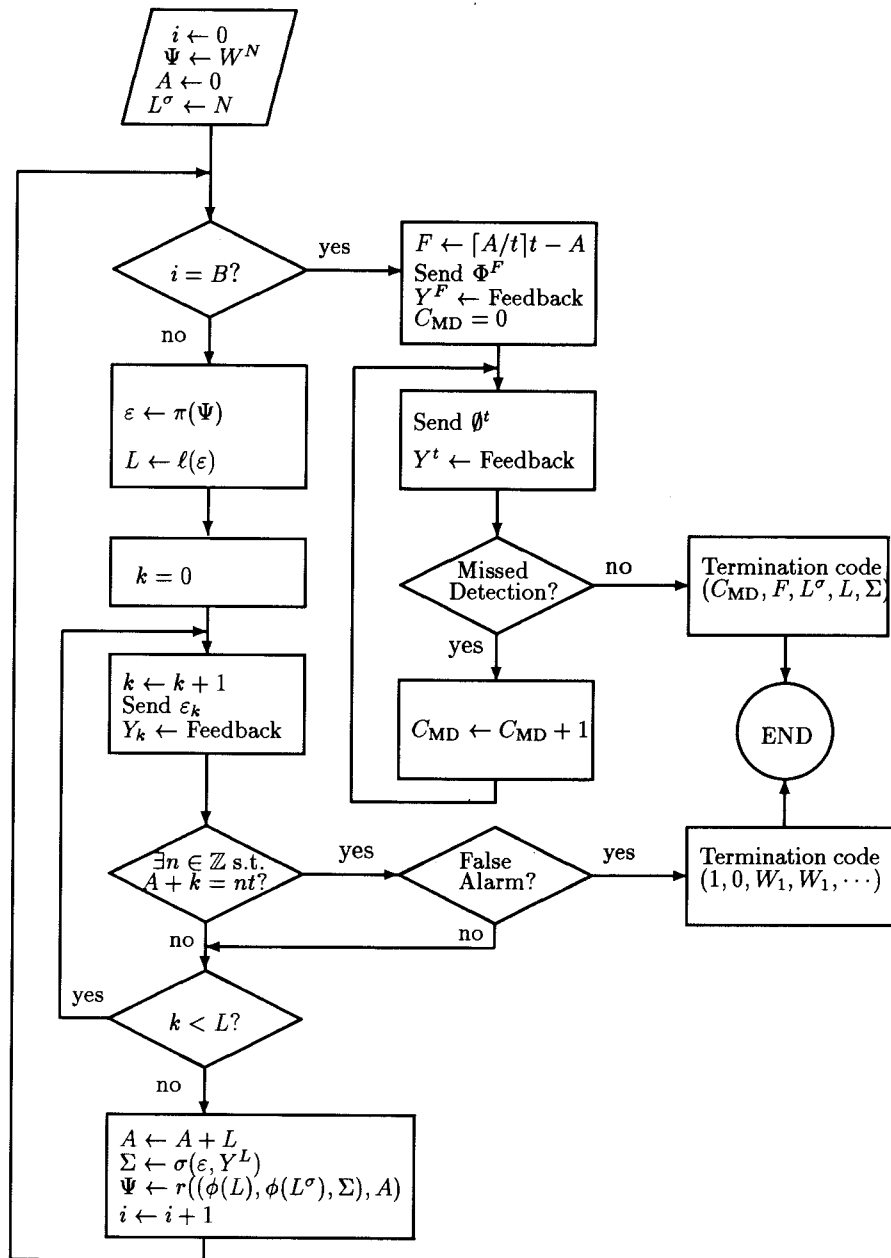 i ← 0
Ψ ← W^N
A ← 0
L^σ ← N
i = B?
yes
no
F ← ⌈A/t⌉t − A
Send Φ^F
Y^F ← Feedback
C_MD = 0
ε ← π(Ψ)
L ← ℓ(ε)
Send ∅^t
Y^t ← Feedback
k = 0
Missed
Detection?
no
yes
Termination code
(C_MD, F, L^σ, L, Σ)
k ← k + 1
Send ε_k
Y_k ← Feedback
C_MD ← C_MD + 1
END
∃n ∈ ℤ s.t.
A + k = nt?
yes
no
False
Alarm?
yes
no
Termination code
(1, 0, W_1, W_1, ···)
k < L?
yes
no
A ← A + L
Σ ← σ(ε, Y^L)
Ψ ← r((φ(L), φ(L^σ), Σ), A)
i ← i + 1